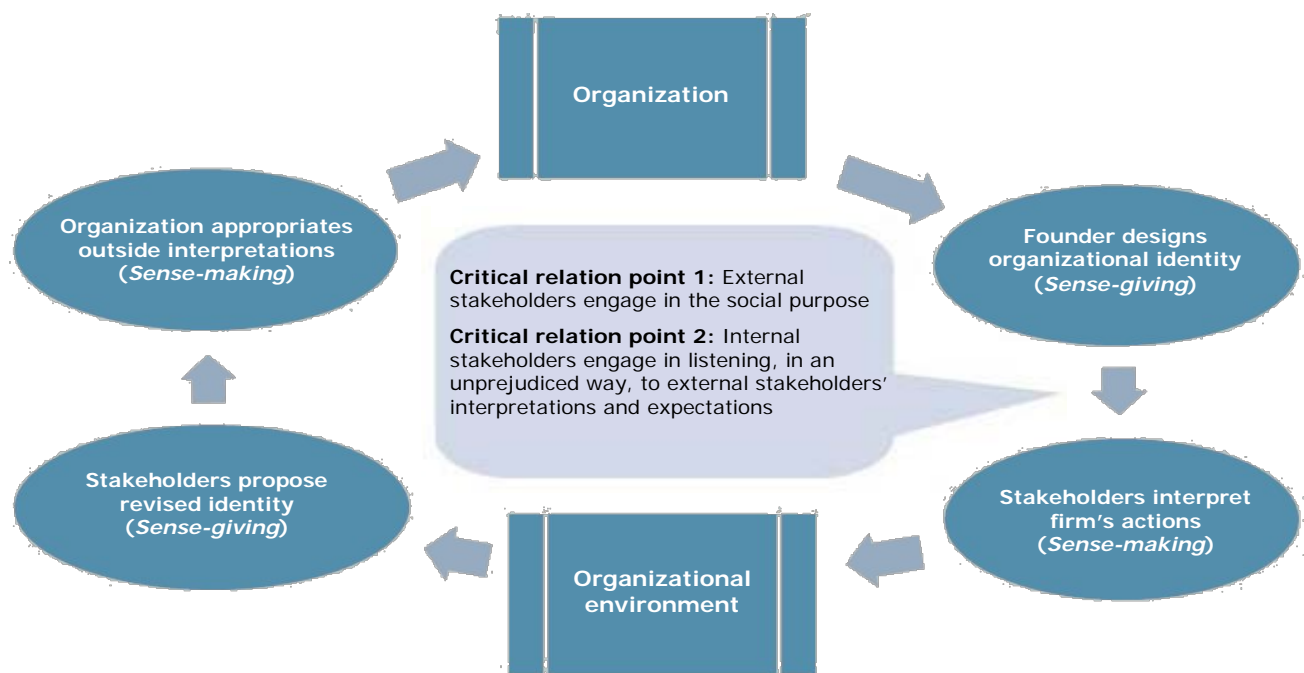 Organization
Founder designs
organizational identity
(Sense-giving)
Stakeholders interpret
firm's actions
(Sense-making)
Organizational
environment
Stakeholders propose
revised identity
(Sense-giving)
Organization appropriates
outside interpretations
(Sense-making)
Critical relation point 1: External
stakeholders engage in the social purpose
Critical relation point 2: Internal
stakeholders engage in listening, in an
unprejudiced way, to external stakeholders’
interpretations and expectations